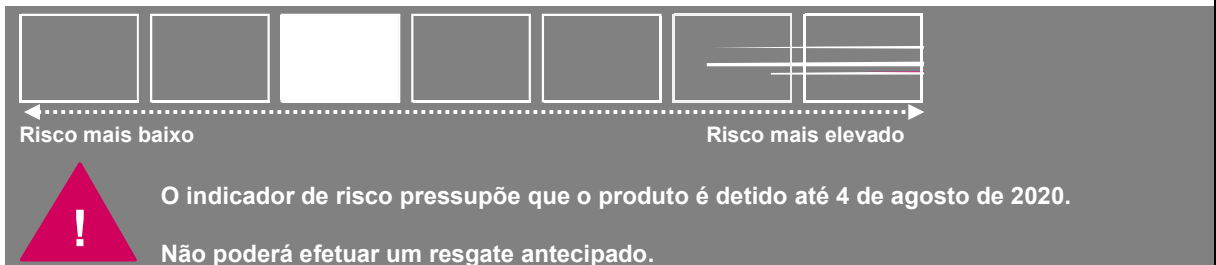 Risco mais baixo
Risco mais elevado
!
O indicador de risco pressupõe que o produto é detido até 4 de agosto de 2020.
Não poderá efetuar um resgate antecipado.